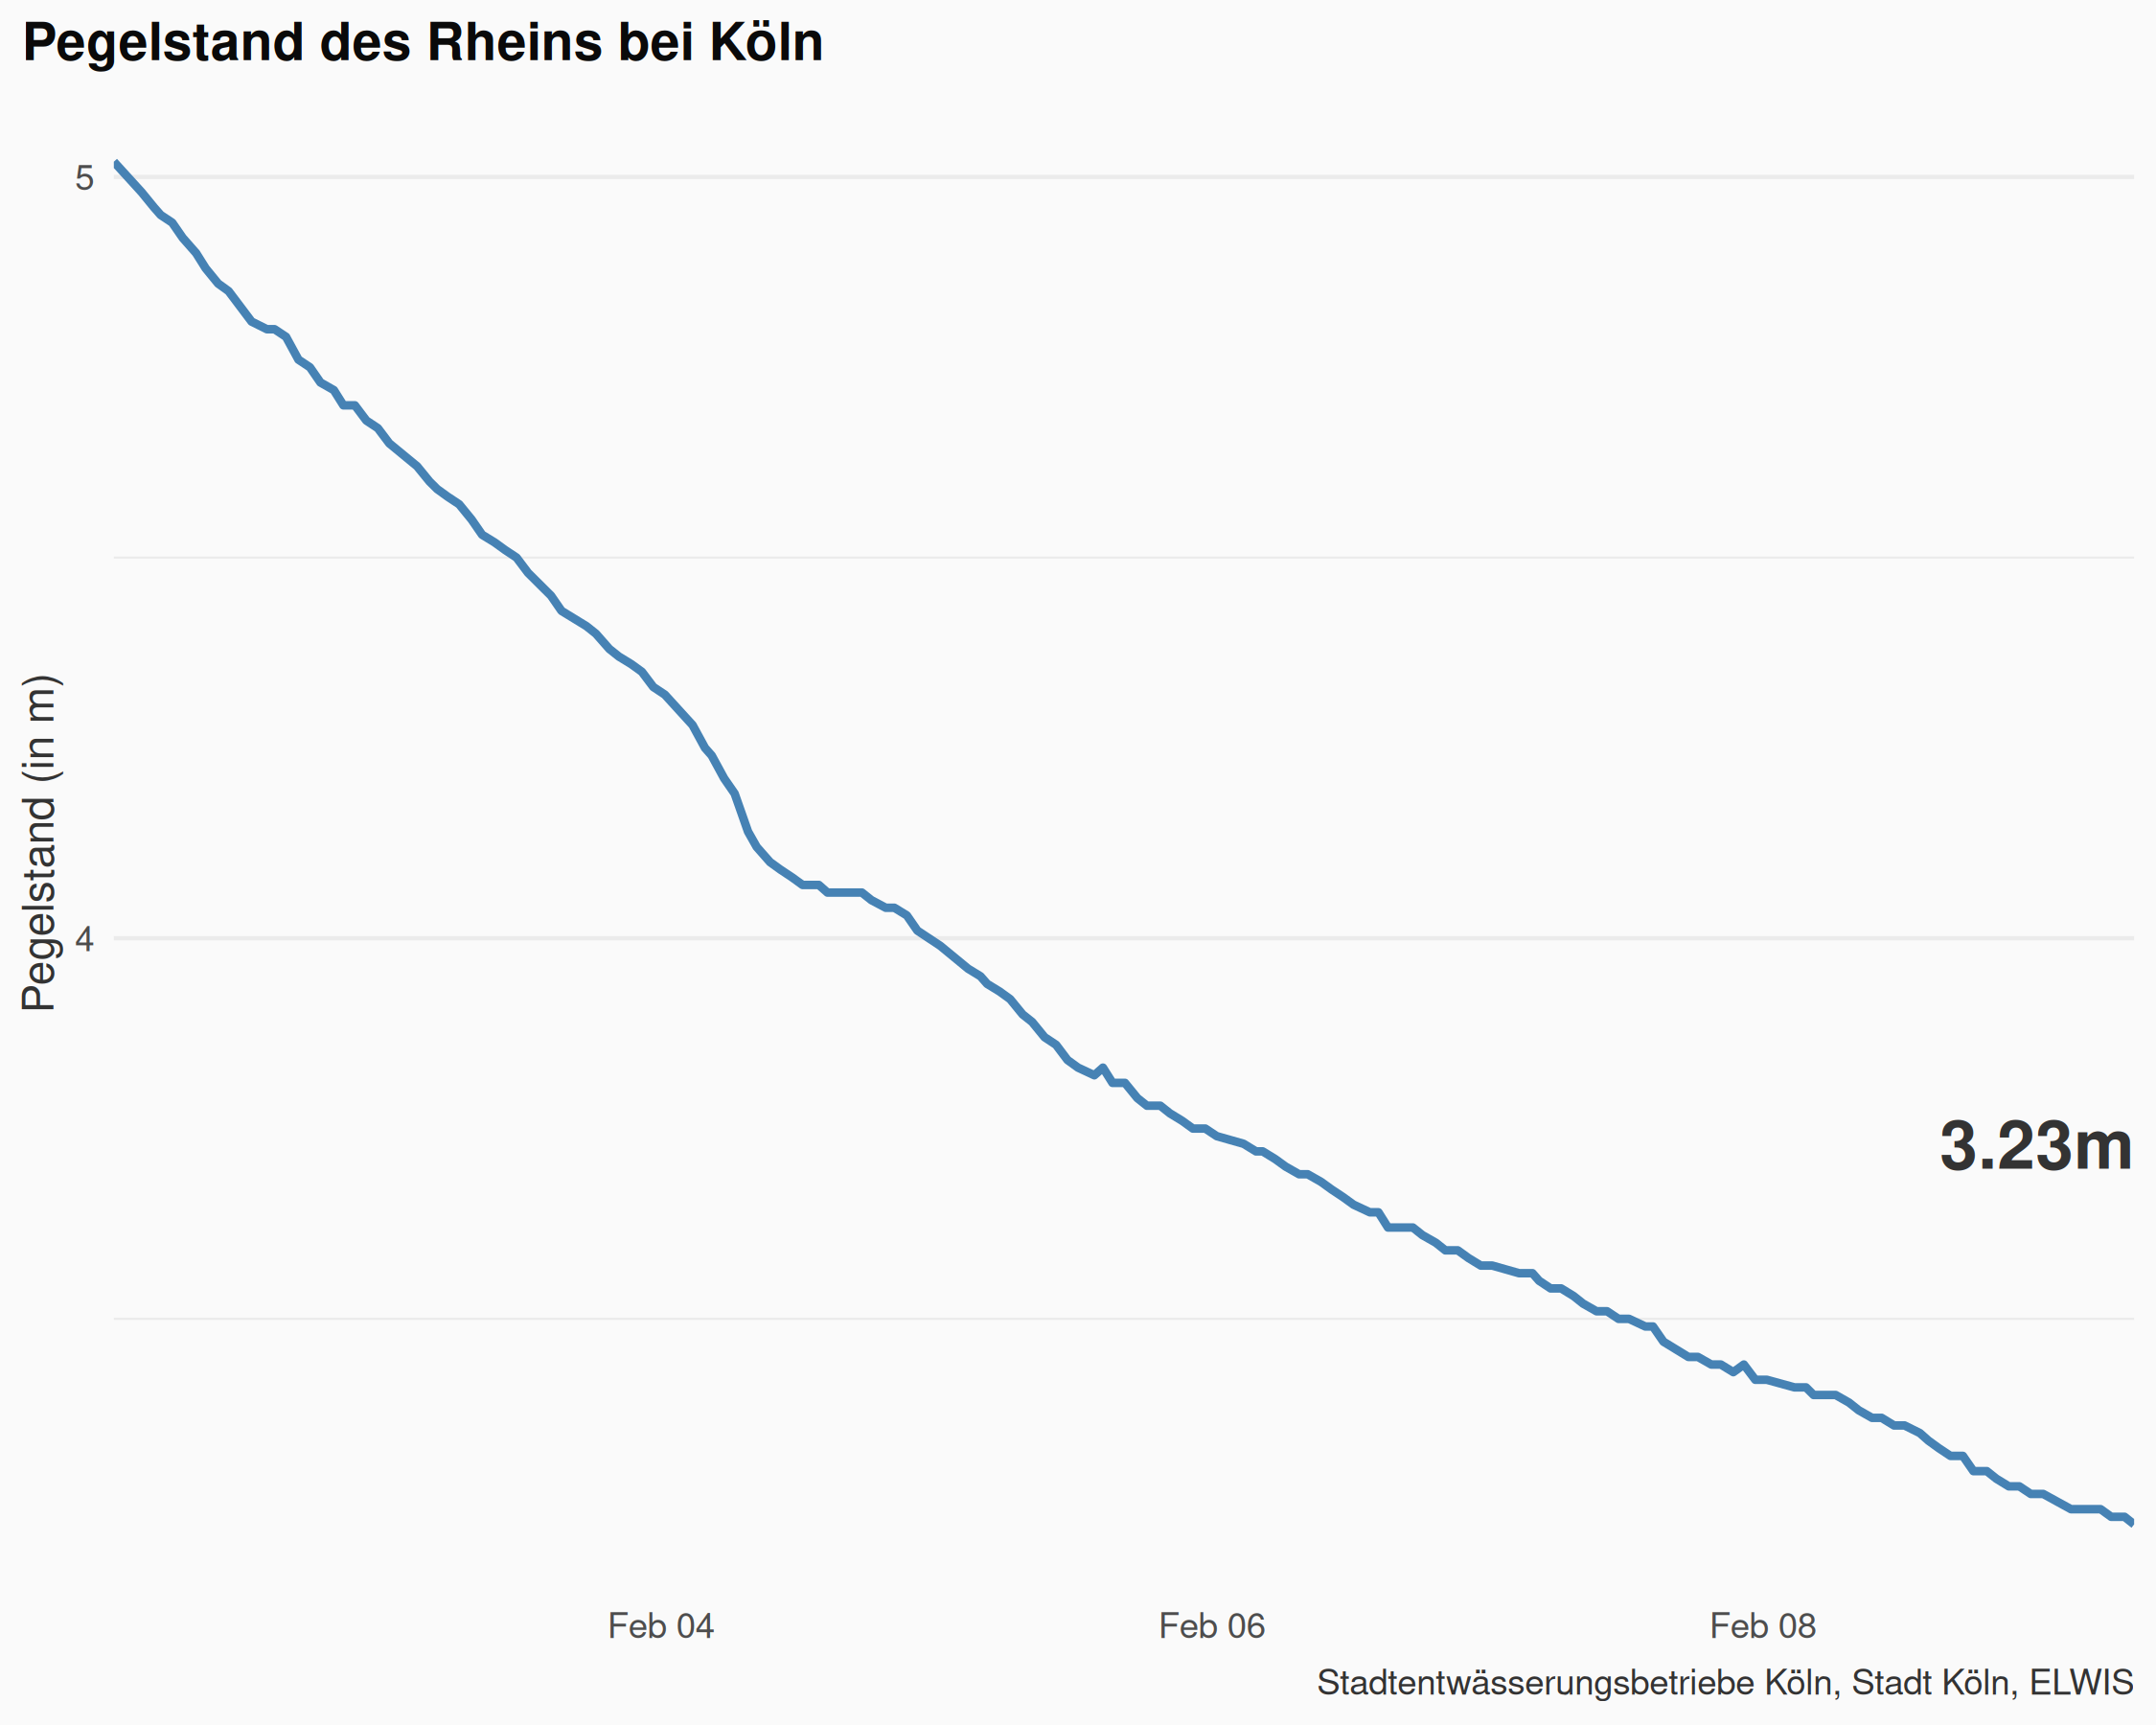 Pegelstand des Rheins bei Köln
5
Pegelstand (in m)
4
3.23m
Feb 04
Feb 06
Feb 08
Stadtentwässerungsbetriebe Köln, Stadt Köln, ELWIS